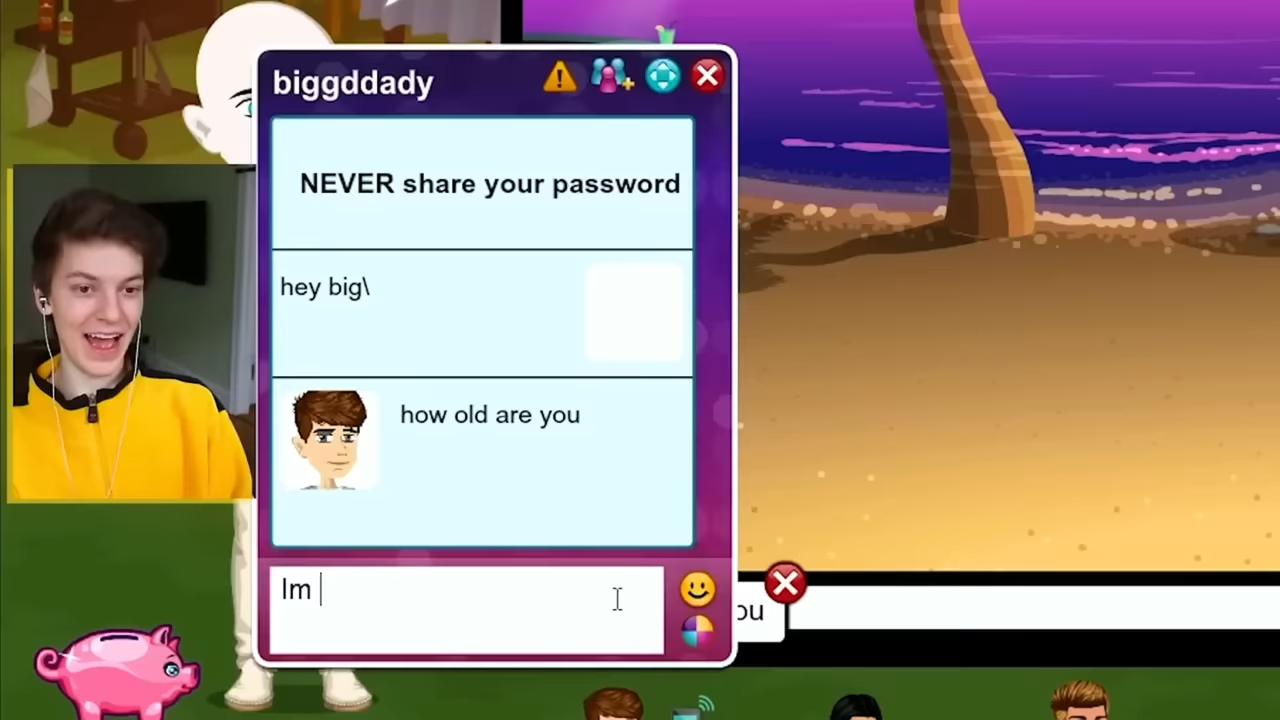 biggddady
NEVER share your password
hey big\
how old are you
Im
ou